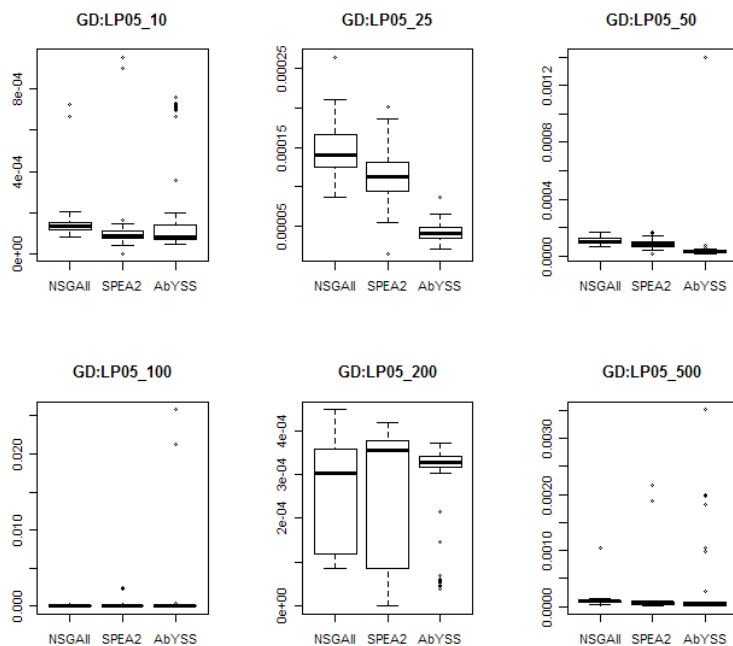 GD:LP05_10
GD:LP05_25
GD:LP05_50
0e+00 4e-04 8e-04
0.00005 0.00015 0.00025
0.0000 0.0004 0.0008 0.0012
NSGAII SPEA2 AbYSS
NSGAII SPEA2 AbYSS
NSGAII SPEA2 AbYSS
GD:LP05_100
GD:LP05_200
GD:LP05_500
0.000 0.010 0.020
0e+00 2e-04 3e-04 4e-04
0.0000 0.0010 0.0020 0.0030
NSGAII SPEA2 AbYSS
NSGAII SPEA2 AbYSS
NSGAII SPEA2 AbYSS